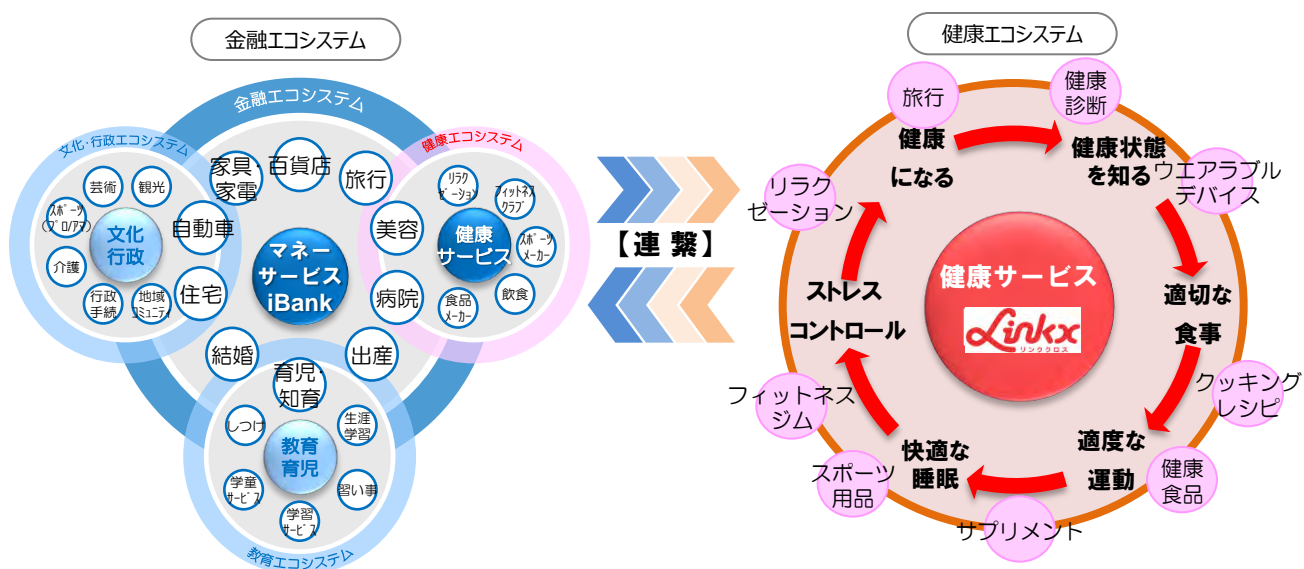 金融エコシステム
健康エコシステム
金融エコシステム
文化・行政エコシステム
健康エコシステム
家具・
家電
百貨店
旅行
美容
病院
出産
育児・
知育
結婚
住宅
自動車
マネー
サービス
iBank
芸術
観光
スポーツ
(プロ/アマ)
文化
行政
介護
行政
手続
地域
コミュニティ
リラク
ゼーション
フィットネス
クラブ
健康
サービス
スポーツ
メーカー
飲食
食品
メーカー
しつけ
生涯
学習
教育
育児
学童
サービス
習い事
学習
サービス
教育エコシステム
【連 繋】
旅行
健康
診断
健康
になる
健康状態
を知る
ウエアラブル
デバイス
リラク
ゼーション
健康サービス
Linkx
リンククロス
適切な
食事
ストレス
コントロール
クッキング
レシピ
フィットネス
ジム
適度な
運動
快適な
睡眠
健康
食品
スポーツ
用品
サプリメント